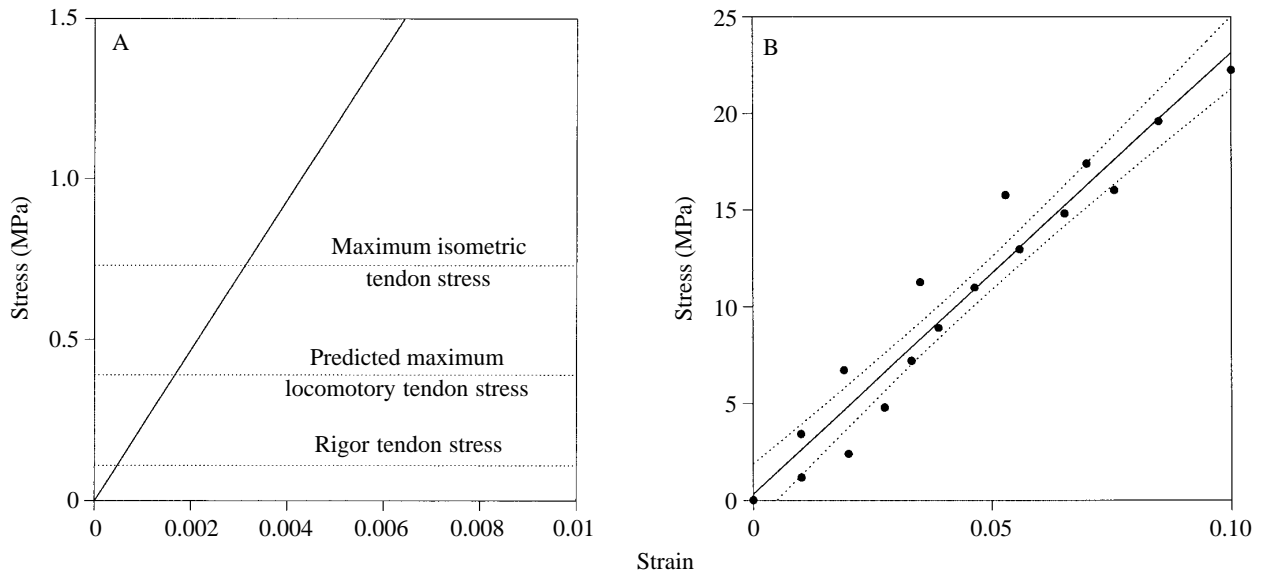 A
Stress (MPa)
1.5
1.0
0.5
0
Maximum isometric
tendon stress
Predicted maximum
locomotory tendon stress
Rigor tendon stress
0 0.002 0.004 0.006 0.008 0.01
B
Stress (MPa)
25
20
15
10
5
0
0 0.05 0.10
Strain